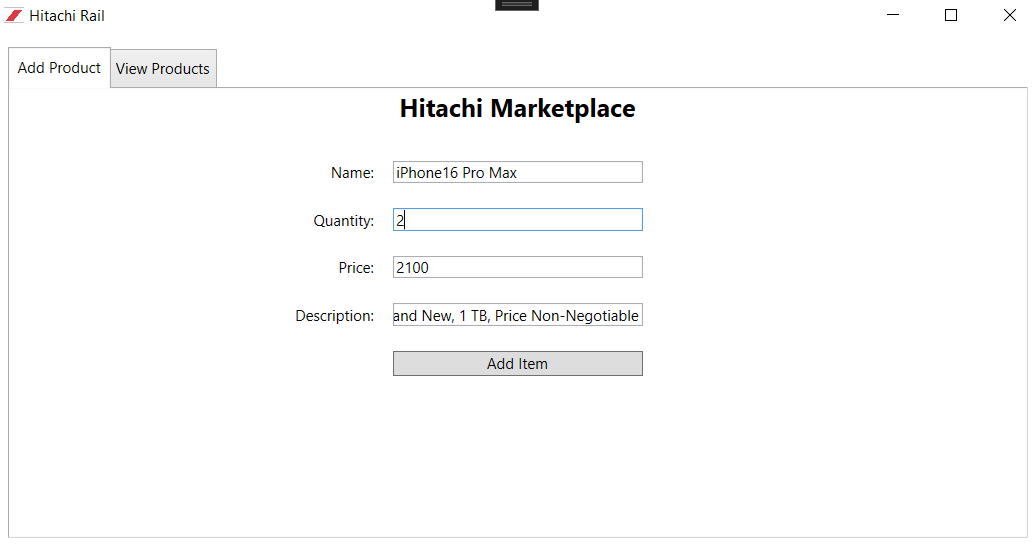 Hitachi Rail
Add Product View Products
Hitachi Marketplace
Name: iPhone16 Pro Max
Quantity: 2
Price: 2100
Description: and New, 1 TB, Price Non-Negotiable
Add Item